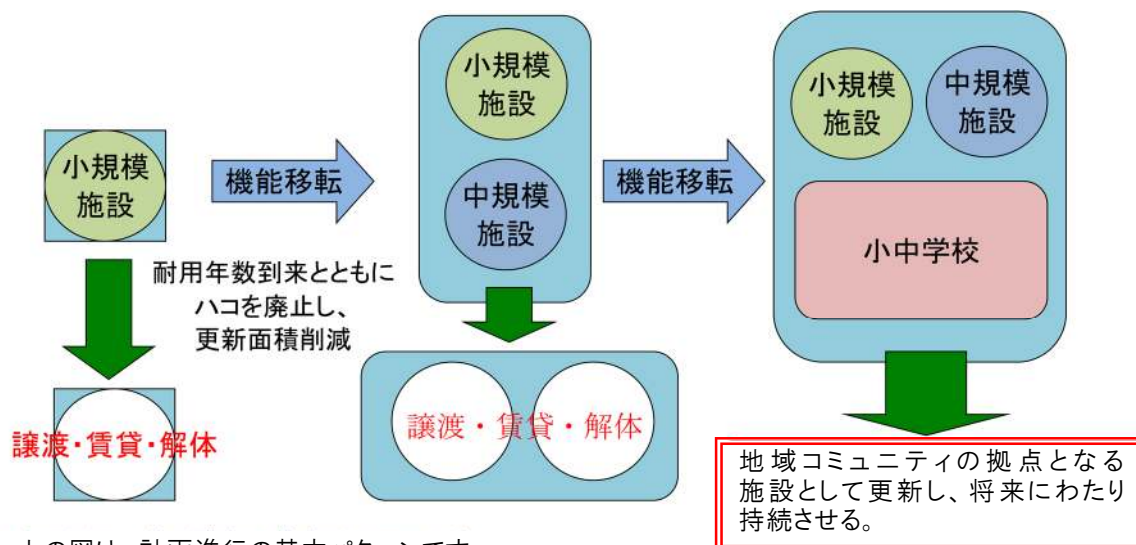 小規模
施設
機能移転
耐用年数到来とともに
ハコを廃止し、
更新面積削減
譲渡・賃貸・解体
小規模
施設
中規模
施設
機能移転
譲渡・賃貸・解体
小規模
施設
中規模
施設
小中学校
地域コミュニティの拠点となる
施設として更新し、将来にわたり
持続させる。